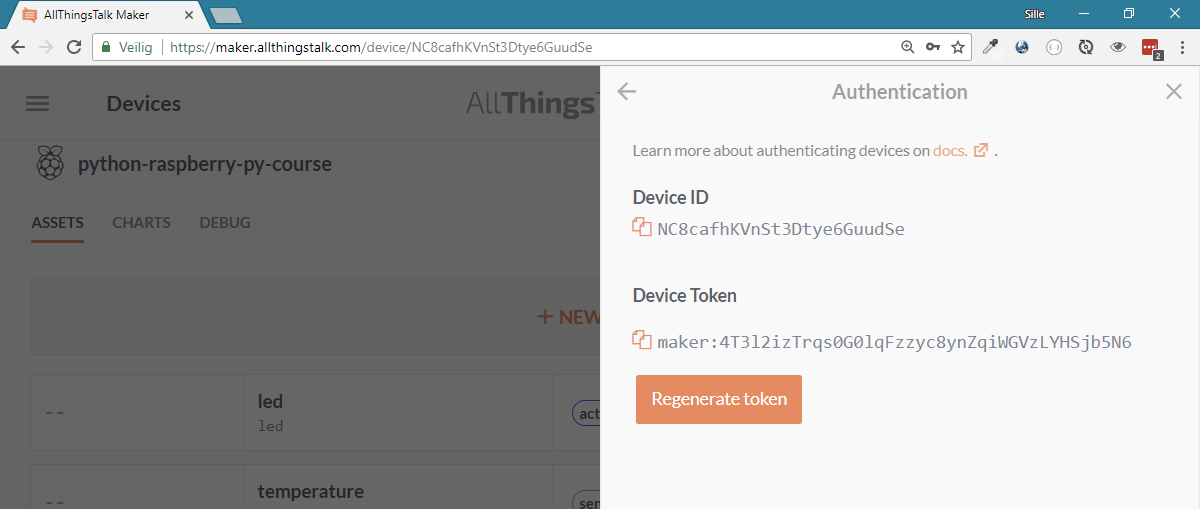 AllThingsTalk Maker
Sille
Veilig
https://maker.allthingstalk.com/device/NC8cafhKVnSt3Dtye6GuudSe
2
Devices
AllThings
Authentication
python-raspberry-py-course
Learn more about authenticating devices on docs. .
ASSETS CHARTS DEBUG
Device ID
NC8cafhKVnSt3Dtye6GuudSe
Device Token
+ NEW
maker:4T3l2izTrqs0G0lqFzzyc8ynZqiWGVzLYHSjb5N6
Regenerate token
--
led
led
act
--
temperature
sen